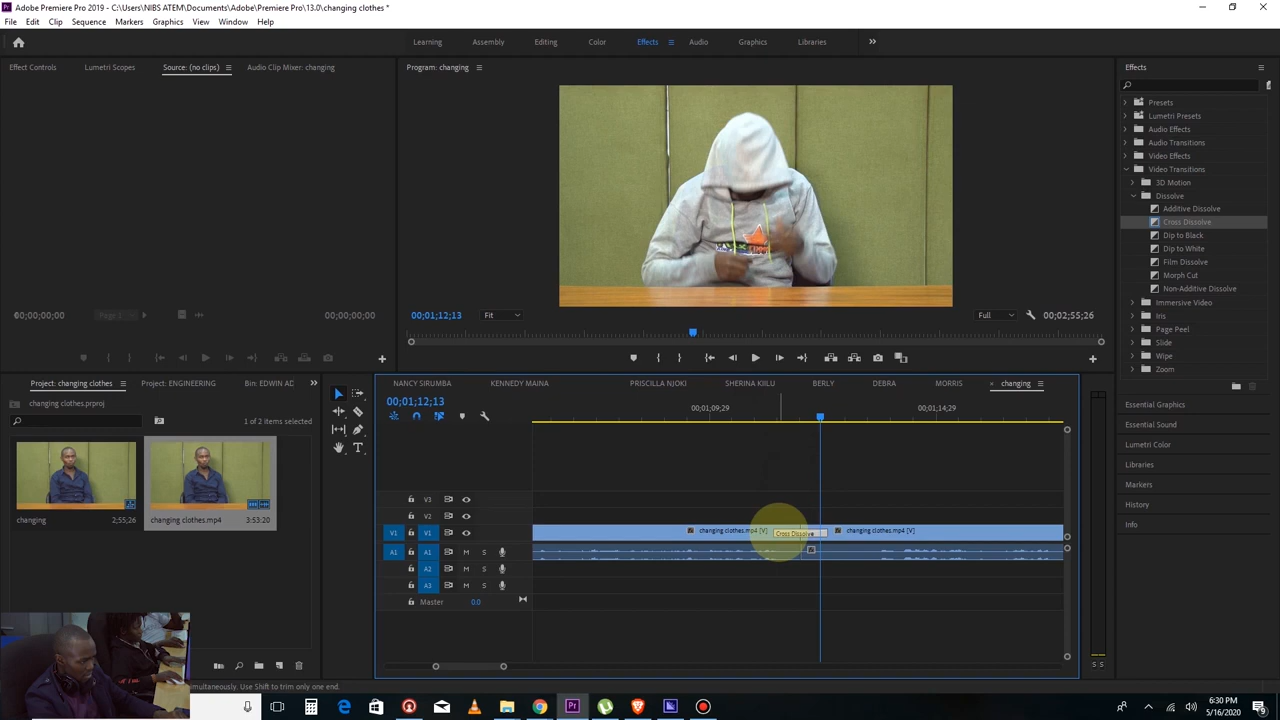 Adobe Premiere Pro 2019 - C:\Users\NIBS ATEM\Documents\Adobe\Premiere Pro\13.0\changing clothes *
File Edit Clip Sequence Markers Graphics View Window Help
Learning Assembly Editing Color Effects Audio Graphics Libraries
Effect Controls Lumetri Scopes Source: (no clips) Audio Clip Mixer: changing
Program: changing
Effects
Presets
Lumetri Presets
Audio Effects
Audio Transitions
Video Effects
Video Transitions
3D Motion
Dissolve
Additive Dissolve
Cross Dissolve
Dip to Black
Dip to White
Film Dissolve
Morph Cut
Non-Additive Dissolve
Immersive Video
Iris
Page Peel
Slide
Wipe
Zoom
00;00;00;00 Page 1 00;00;00;00
00;01;12;13 Fit Full 00;02;55;26
Project: changing clothes Project: ENGINEERING Bin: EDWIN AD
changing clothes.prproj
1 of 2 items selected
changing 2;55;26
changing clothes.mp4 3:53:20
NANCY SIRUMBA KENNEDY MAINA PRISCILLA NJOKI SHERINA KIILU BERLY DEBRA MORRIS × changing
00;01;12;13
00;01;09;29 00;01;14;29
V3
V2
V1 V1 changing clothes.mp4 [V] Cross Dissolve changing clothes.mp4 [V]
A1 A1 M S
A2 M S
A3 M S
Master 0.0
S S
Essential Graphics
Essential Sound
Lumetri Color
Libraries
Markers
History
Info
simultaneously. Use Shift to trim only one end.
6:30 PM
5/16/2020